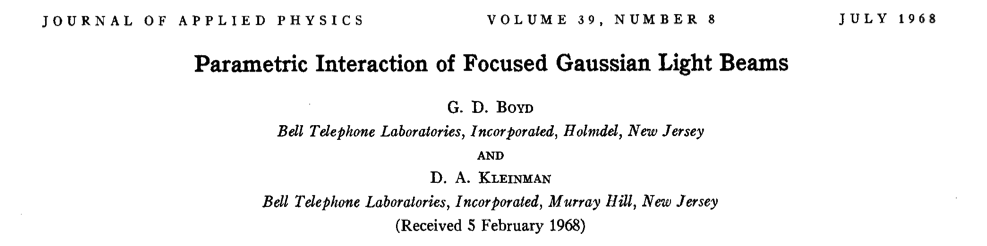 JOURNAL OF APPLIED PHYSICS VOLUME 39, NUMBER 8 JULY 1968
Parametric Interaction of Focused Gaussian Light Beams
G. D. BOYD
Bell Telephone Laboratories, Incorporated, Holmdel, New Jersey
AND
D. A. KLEINMAN
Bell Telephone Laboratories, Incorporated, Murray Hill, New Jersey
(Received 5 February 1968)